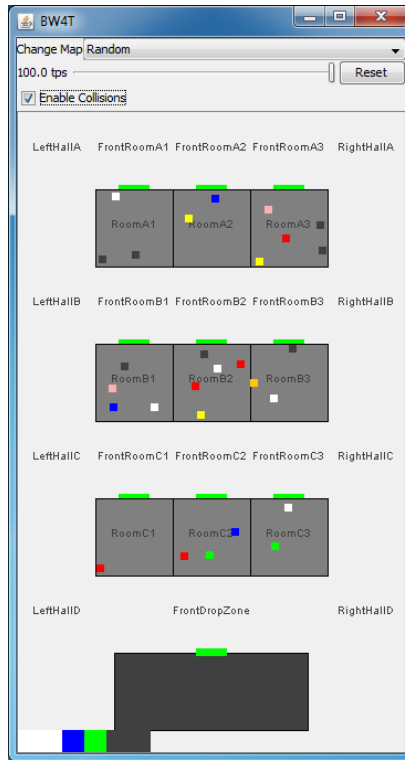 BW4T
Change Map Random
100.0 tps Reset
Enable Collisions
LeftHallA FrontRoomA1 FrontRoomA2 FrontRoomA3 RightHallA
RoomA1 RoomA2 RoomA3
LeftHallB FrontRoomB1 FrontRoomB2 FrontRoomB3 RightHallB
RoomB1 RoomB2 RoomB3
LeftHallC FrontRoomC1 FrontRoomC2 FrontRoomC3 RightHallC
RoomC1 RoomC2 RoomC3
LeftHallD FrontDropZone RightHallD